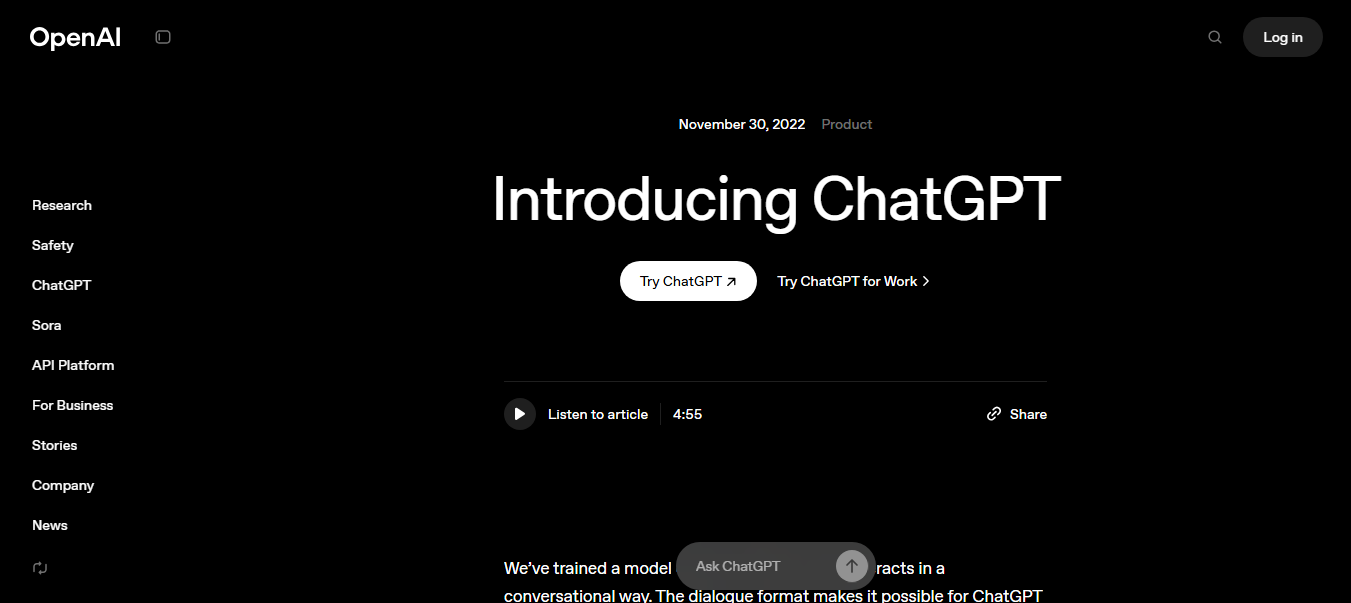 OpenAI
Log in
November 30, 2022 Product
Introducing ChatGPT
Try ChatGPT Try ChatGPT for Work
Research
Safety
ChatGPT
Sora
API Platform
For Business
Stories
Company
News
Listen to article 4:55 Share
We’ve trained a model racts in a
Ask ChatGPT
conversational way. The dialogue format makes it possible for ChatGPT